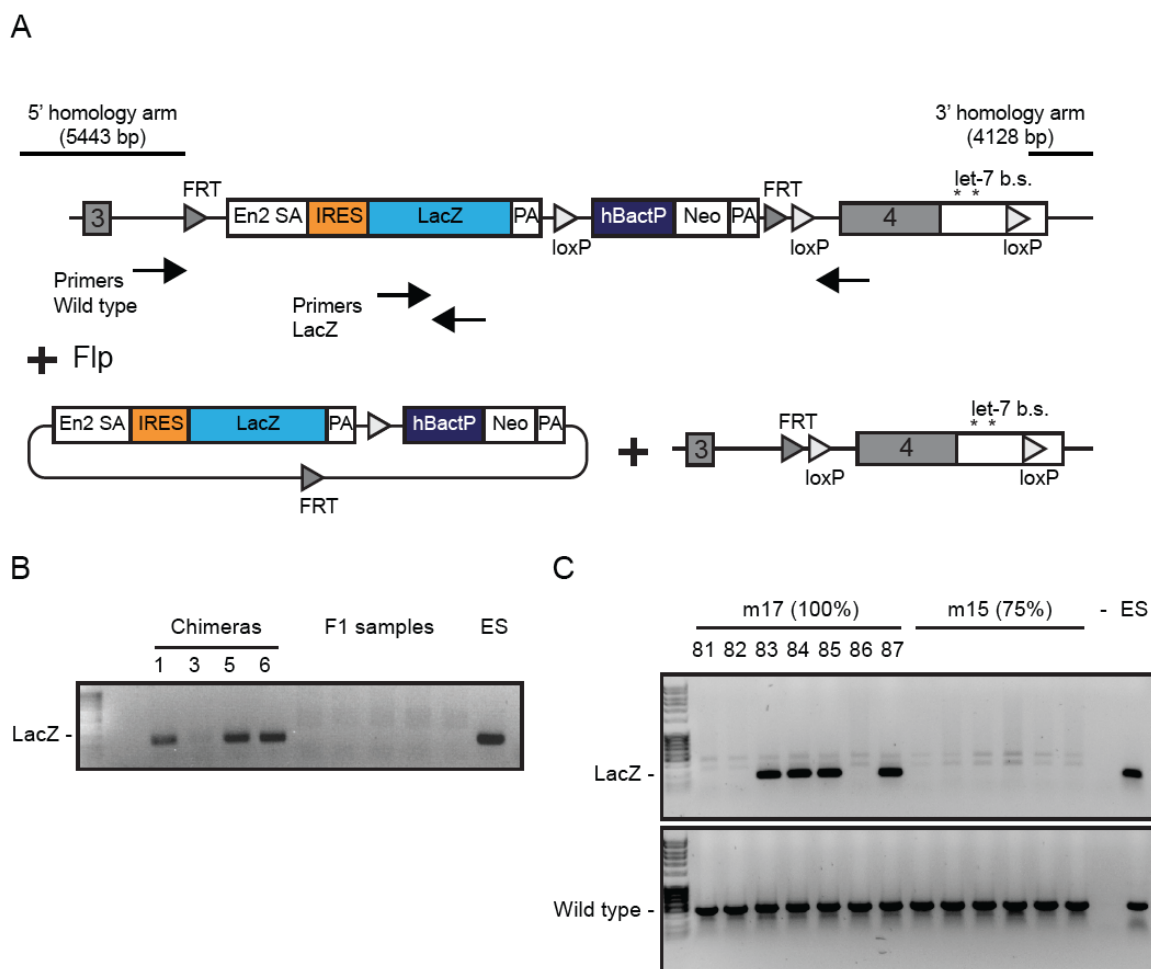 A
5' homology arm
(5443 bp)
3' homology arm
(4128 bp)
let-7 b.s.
* *
FRT
FRT
3
En2 SA
IRES
LacZ
PA
hBactP
Neo
PA
4
loxP
loxP
loxP
Primers
Wild type
Primers
LacZ
+ Flp
En2 SA
IRES
LacZ
PA
hBactP
Neo
PA
FRT
+
let-7 b.s.
* *
FRT
3
4
loxP
loxP
B
Chimeras
F1 samples
ES
1 3 5 6
LacZ -
C
m17 (100%)
m15 (75%)
- ES
81 82 83 84 85 86 87
LacZ -
Wild type -